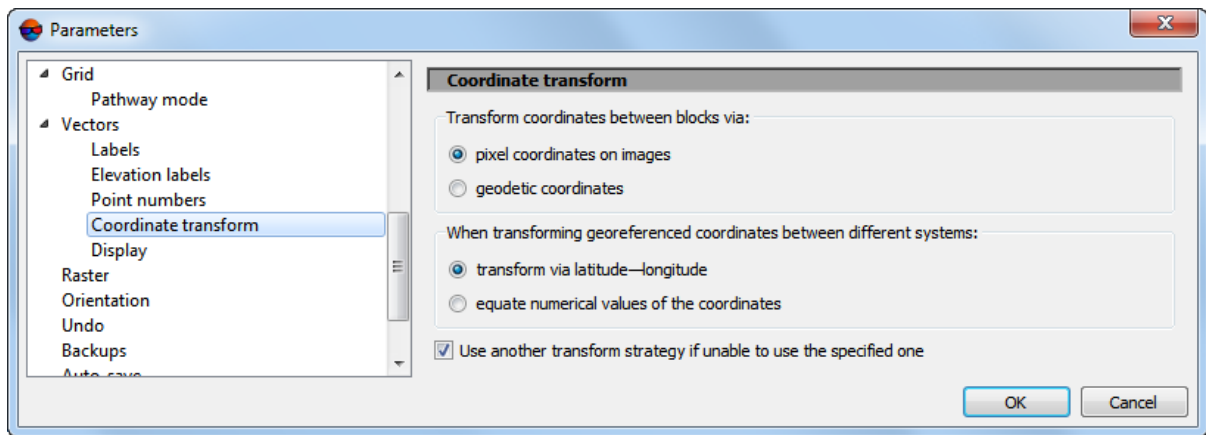 Parameters
Grid
Pathway mode
Vectors
Labels
Elevation labels
Point numbers
Coordinate transform
Display
Raster
Orientation
Undo
Backups
Auto-save
Coordinate transform
Transform coordinates between blocks via:
pixel coordinates on images
geodetic coordinates
When transforming georeferenced coordinates between different systems:
transform via latitude—longitude
equate numerical values of the coordinates
Use another transform strategy if unable to use the specified one
OK
Cancel